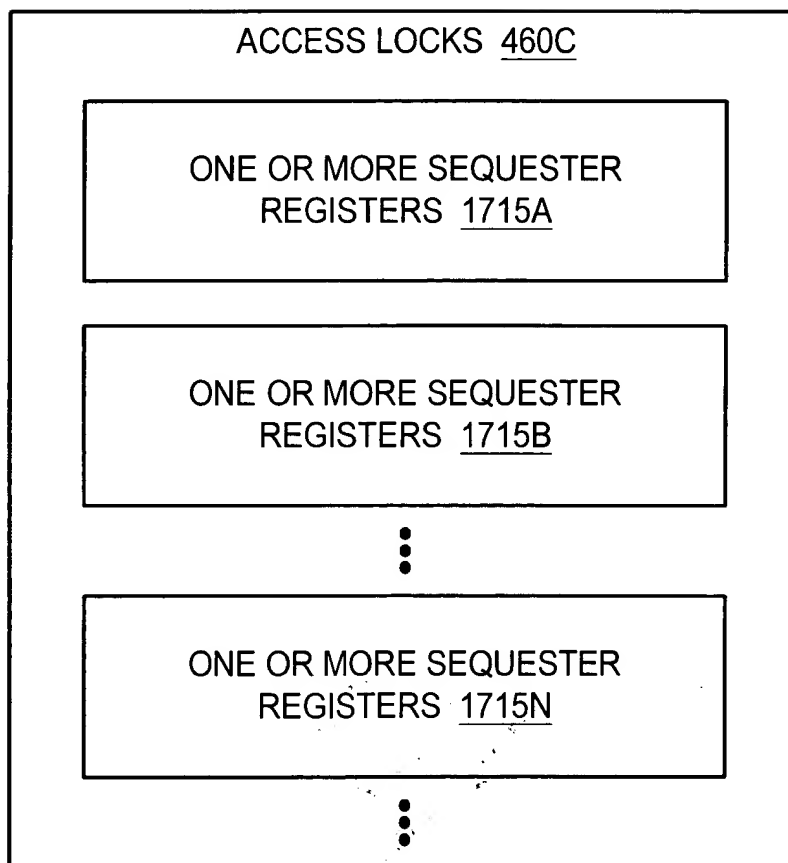 ACCESS LOCKS 460C
ONE OR MORE SEQUESTER
REGISTERS 1715A
ONE OR MORE SEQUESTER
REGISTERS 1715B
ONE OR MORE SEQUESTER
REGISTERS 1715N